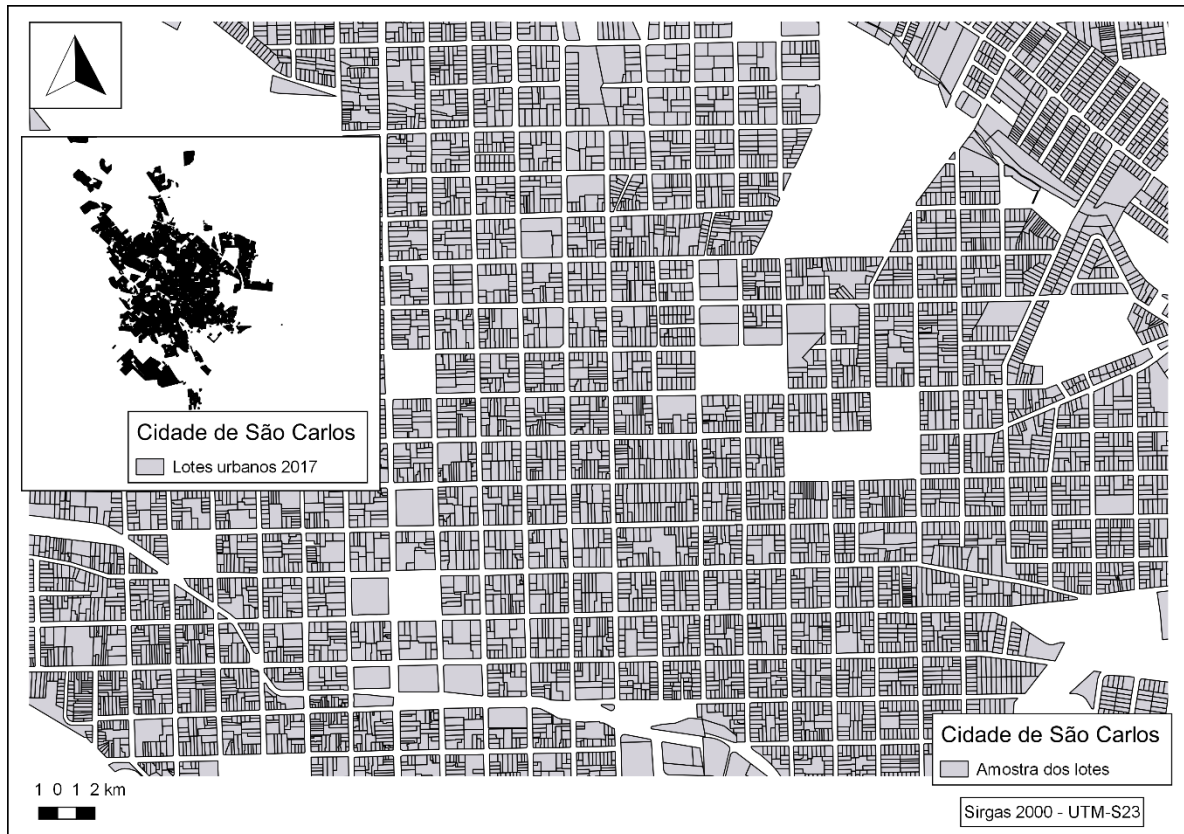 Cidade de São Carlos
Lotes urbanos 2017
Cidade de São Carlos
Amostra dos lotes
1 0 1 2 km
Sirgas 2000 - UTM-S23